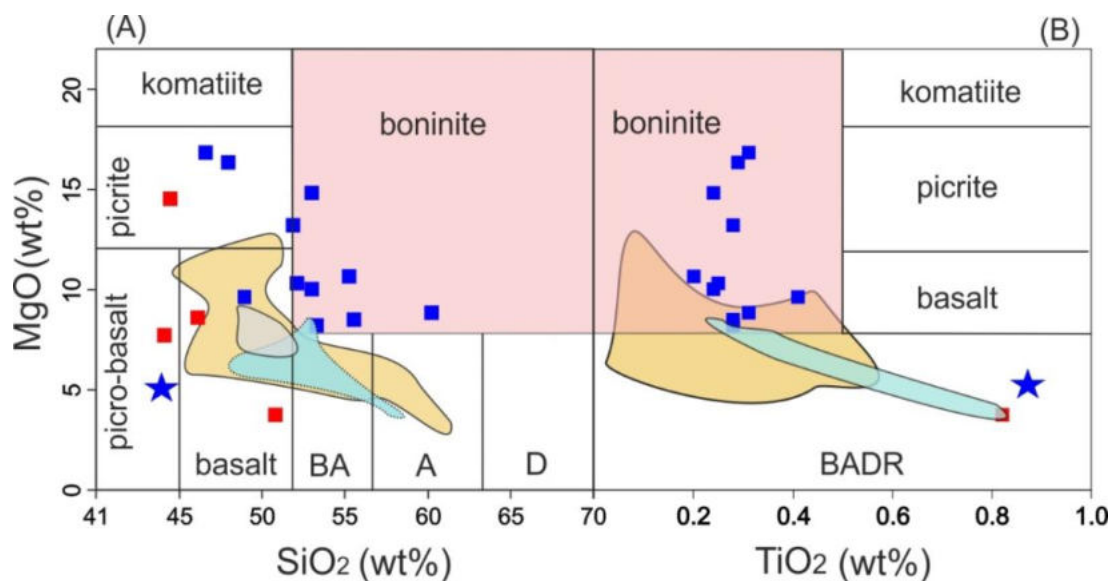 (A)
(B)
komatiite
boninite
boninite
komatiite
picrite
picrite
basalt
picro-basalt
basalt
BA
A
D
BADR
MgO (wt%)
20
15
10
5
0
41
45
50
55
60
65
70
0.2
0.4
0.6
0.8
1.0
SiO₂ (wt%)
TiO₂ (wt%)